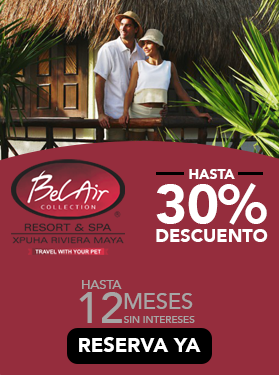 BelAir
COLLECTION
®
RESORT & SPA
XPUHA RIVIERA MAYA
TRAVEL WITH YOUR PET
HASTA
30%
DESCUENTO
HASTA
12 MESES
SIN INTERESES
RESERVA YA